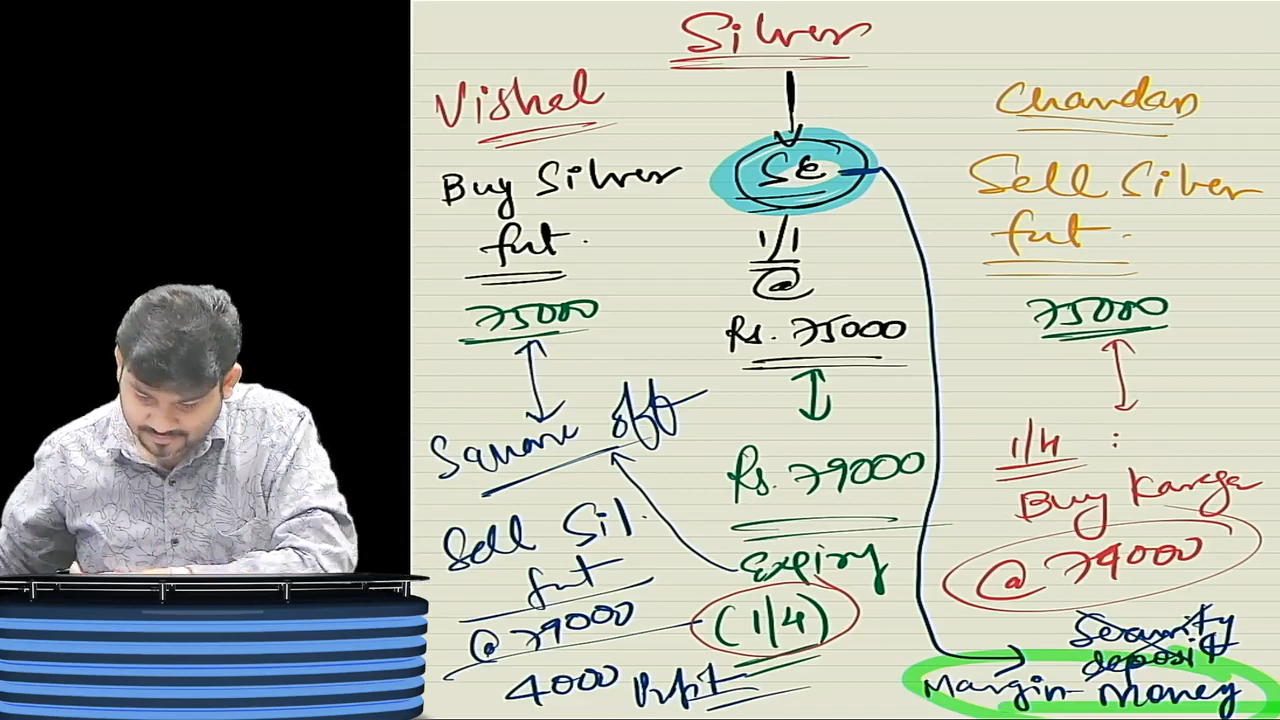 Silver
Vishal
Buy Silver
fut.
75000
Square off
Sell Sil.
fut
@ 79000
4000 Profit
SE
1/1
@
Rs. 75000
Rs. 79000
Expiry
(1/4)
Chandan
Sell Silver
fut.
75000
1/4 :
Buy Karega
@ 79000
Security
deposit
Margin Money